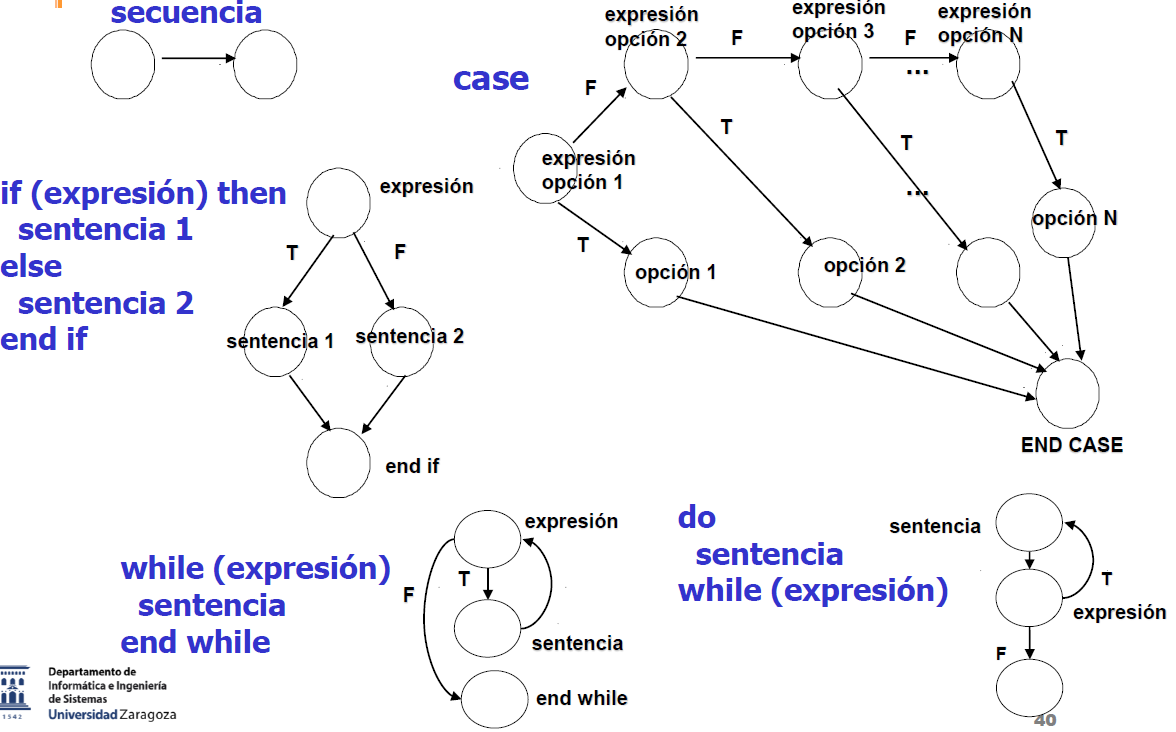 secuencia
case
expresión
opción 2
F
expresión
opción 3
F
expresión
opción N
...
F
expresión
opción 1
T
T
T
...
T
opción 1
opción 2
opción N
END CASE
if (expresión) then
sentencia 1
else
sentencia 2
end if
expresión
T
F
sentencia 1
sentencia 2
end if
while (expresión)
sentencia
end while
expresión
T
F
sentencia
end while
do
sentencia
while (expresión)
sentencia
T
expresión
F
Departamento de
Informática e Ingeniería
de Sistemas
Universidad Zaragoza
1542
40